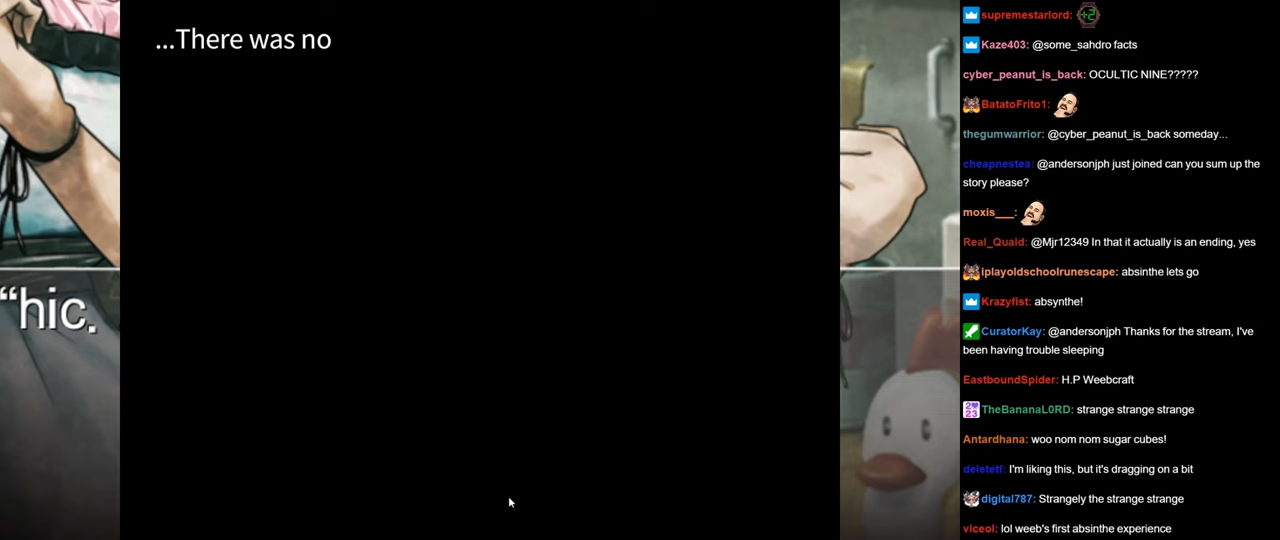 ...There was no
“hic.
supremestarlord: +2
Kaze403: @some_sahdro facts
cyber_peanut_is_back: OCULTIC NINE?????
BatatoFrito1:
thegumwarrior: @cyber_peanut_is_back someday...
cheapnestea: @andersonjph just joined can you sum up the
story please?
moxis___:
Real_Quaid: @Mjr12349 In that it actually is an ending, yes
iplayoldschoolrunescape: absinthe lets go
Krazyfist: absynthe!
CuratorKay: @andersonjph Thanks for the stream, I've
been having trouble sleeping
EastboundSpider: H.P Weebcraft
2 23 TheBananaL0RD: strange strange strange
Antardhana: woo nom nom sugar cubes!
deletetf: I'm liking this, but it's dragging on a bit
digital787: Strangely the strange strange
viceol: lol weeb's first absinthe experience